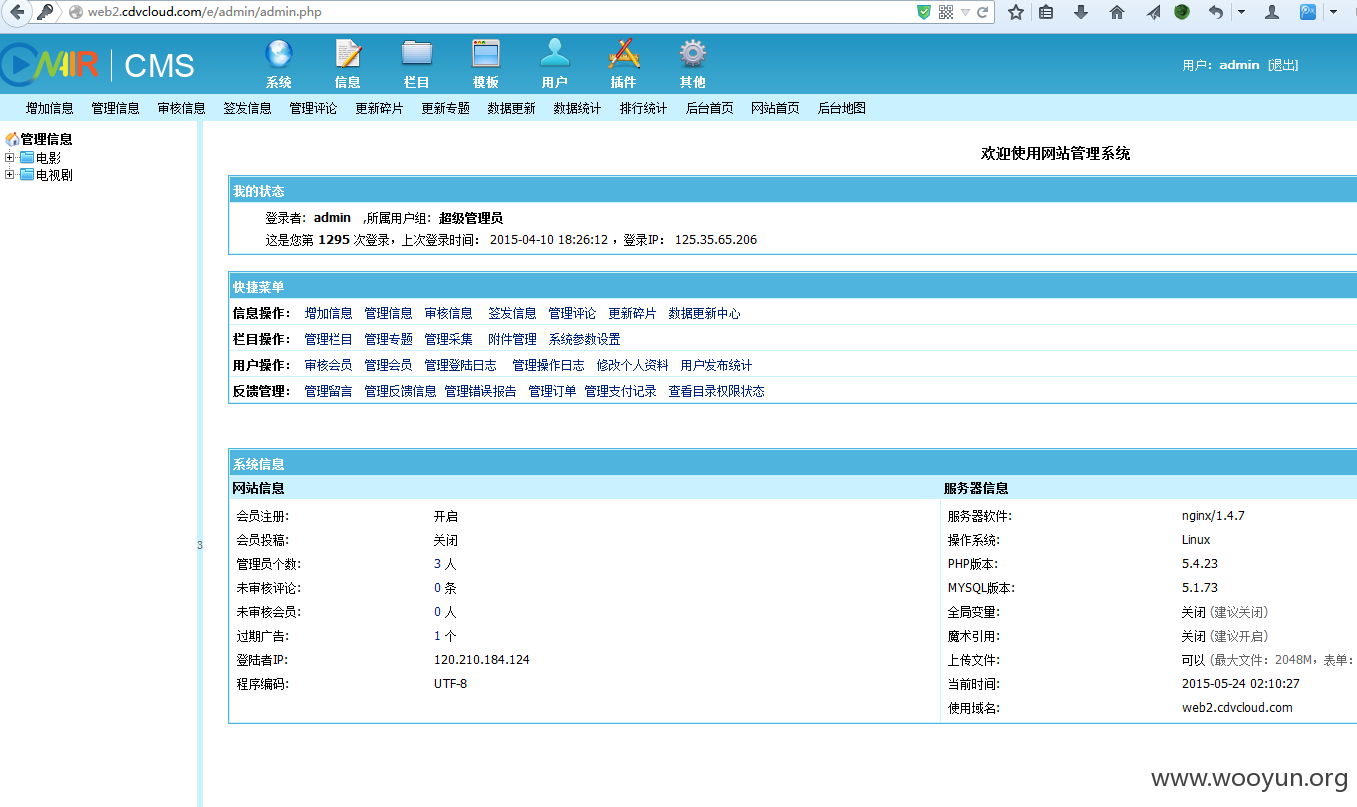 web2.cdvcloud.com/e/admin/admin.php
CMS
系统 信息 栏目 模板 用户 插件 其他
用户：admin [退出]
增加信息 管理信息 审核信息 签发信息 管理评论 更新碎片 更新专题 数据更新 数据统计 排行统计 后台首页 网站首页 后台地图
管理信息
电影
电视剧
3
欢迎使用网站管理系统
我的状态
登录者: admin ,所属用户组: 超级管理员
这是您第 1295 次登录，上次登录时间： 2015-04-10 18:26:12 ，登录IP： 125.35.65.206
快捷菜单
信息操作： 增加信息 管理信息 审核信息 签发信息 管理评论 更新碎片 数据更新中心
栏目操作： 管理栏目 管理专题 管理采集 附件管理 系统参数设置
用户操作： 审核会员 管理会员 管理登陆日志 管理操作日志 修改个人资料 用户发布统计
反馈管理： 管理留言 管理反馈信息 管理错误报告 管理订单 管理支付记录 查看目录权限状态
系统信息
网站信息 服务器信息
会员注册: 开启 服务器软件: nginx/1.4.7
会员投稿: 关闭 操作系统: Linux
管理员个数: 3 人 PHP版本: 5.4.23
未审核评论: 0 条 MYSQL版本: 5.1.73
未审核会员: 0 人 全局变量: 关闭 (建议关闭)
过期广告: 1 个 魔术引用: 关闭 (建议开启)
登陆者IP: 120.210.184.124 上传文件: 可以 (最大文件：2048M，表单：
程序编码: UTF-8 当前时间: 2015-05-24 02:10:27
使用域名: web2.cdvcloud.com
www.wooyun.org